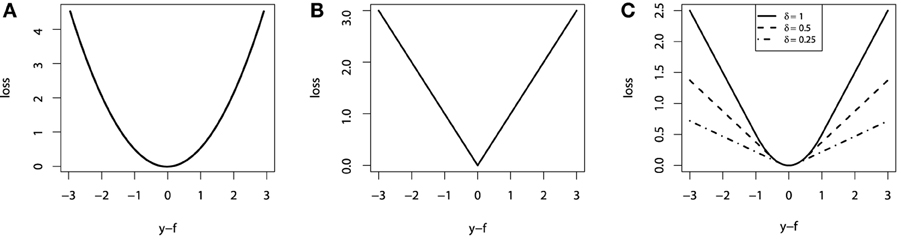 A
loss
4
3
2
1
0
−3 −2 −1 0 1 2 3
y−f
B
loss
3.0
2.0
1.0
0.0
−3 −2 −1 0 1 2 3
y−f
C
loss
2.5
2.0
1.5
1.0
0.5
0.0
δ = 1
δ = 0.5
δ = 0.25
−3 −2 −1 0 1 2 3
y−f